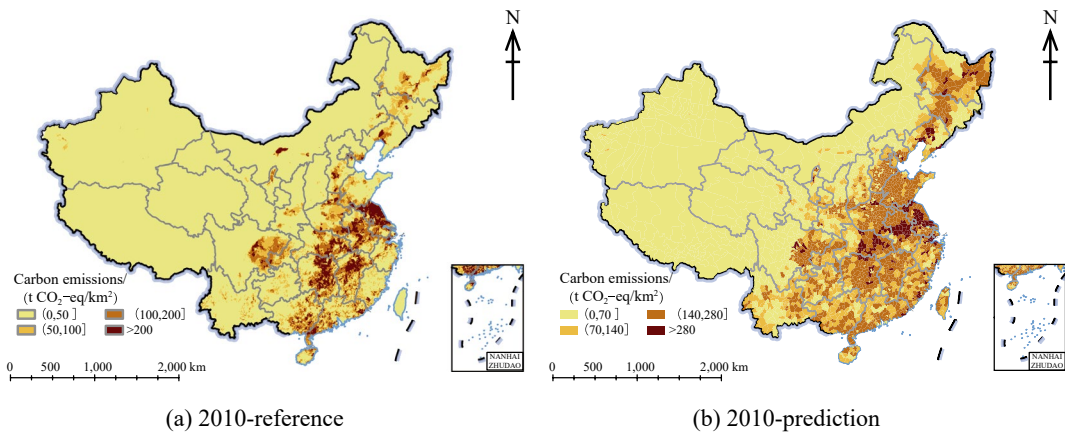 N
Carbon emissions/
(t CO₂−eq/km²)
(0,50］
（100,200］
(50,100］
>200
0 500 1,000 2,000 km
NANHAI
ZHUDAO
(a) 2010-reference
N
Carbon emissions/
(t CO₂−eq/km²)
(0,70］
（140,280］
(70,140］
>280
0 500 1,000 2,000 km
NANHAI
ZHUDAO
(b) 2010-prediction